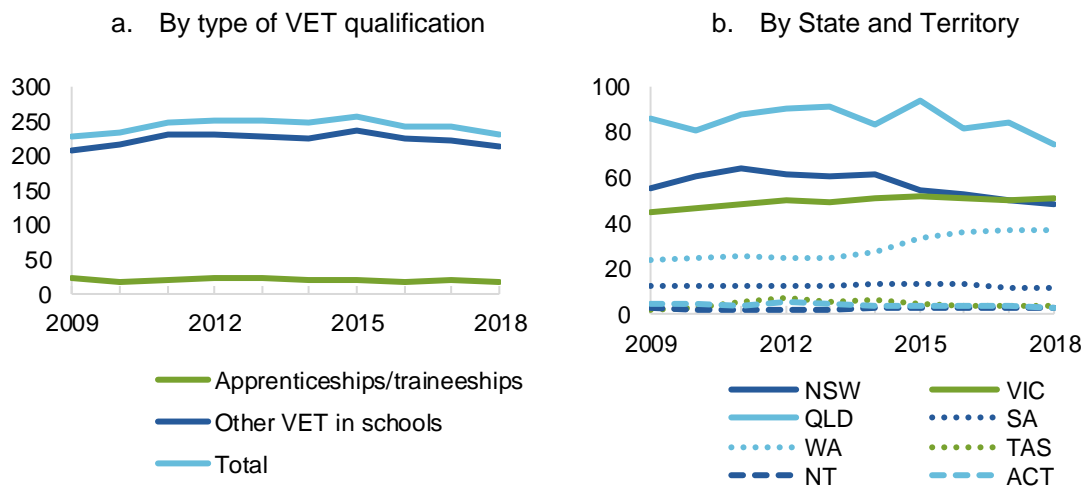 a. By type of VET qualification
300
250
200
150
100
50
0
2009 2012 2015 2018
Apprenticeships/traineeships
Other VET in schools
Total
b. By State and Territory
100
80
60
40
20
0
2009 2012 2015 2018
NSW VIC
QLD SA
WA TAS
NT ACT